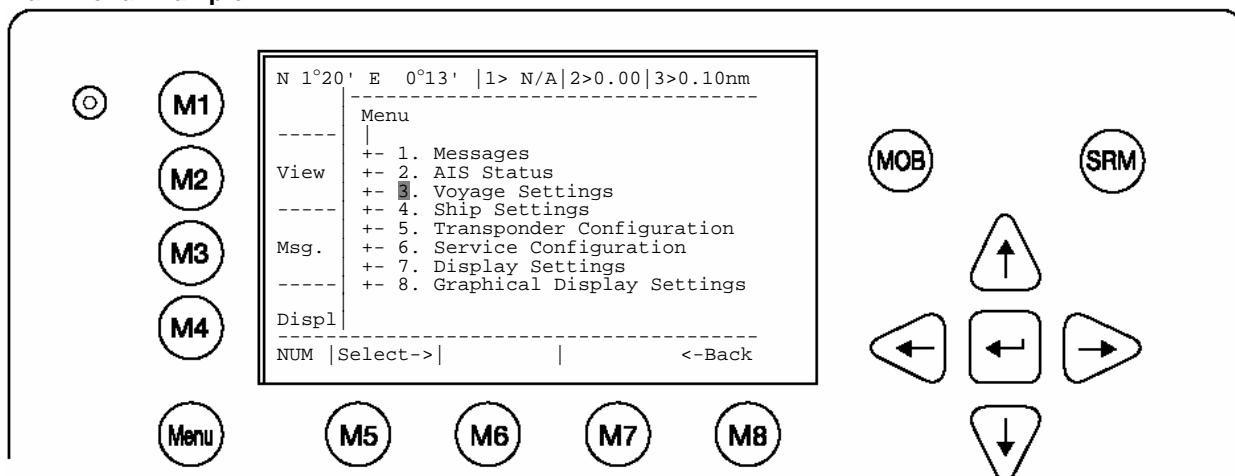 N 1°20' E 0°13' |1> N/A|2>0.00|3>0.10nm
Menu
+- 1. Messages
View
+- 2. AIS Status
+- 3. Voyage Settings
+- 4. Ship Settings
+- 5. Transponder Configuration
Msg.
+- 6. Service Configuration
+- 7. Display Settings
+- 8. Graphical Display Settings
Displ
NUM |Select->| | <-Back
M1
M2
M3
M4
Menu
M5
M6
M7
M8
MOB
SRM